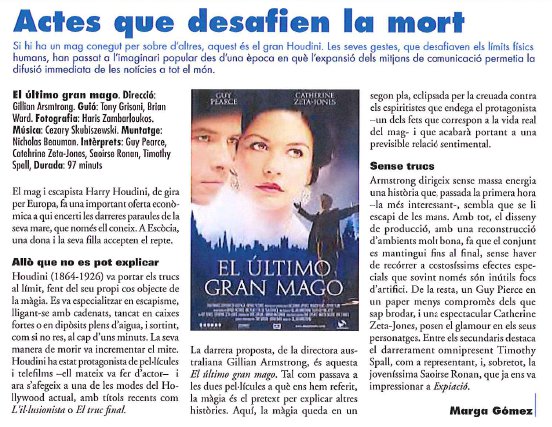 Actes que desafien la mort
Si hi ha un mag conegut per sobre d'altres, aquest és el gran Houdini. Les seves gestes, que desafiaven els límits físics
humans, han passat a l'imaginari popular des d'una època en què l'expansió dels mitjans de comunicació permetia la
difusió immediata de les notícies a tot el món.
El último gran mago. Direcció:
Gillian Arsmtrong. Guió: Tony Grisoni, Brian
Ward. Fotografia: Haris Zambarloukos.
Música: Cezary Skubiszewski. Muntatge:
Nicholas Beauman. Intèrprets: Guy Pearce,
Catehrine Zeta-Jones, Saoirse Ronan, Timothy
Spell, Durada: 97 minuts
El mag i escapista Harry Houdini, de gira
per Europa, fa una important oferta econò-
mica a qui encerti les darreres paraules de la
seva mare, que només ell coneix. A Escòcia,
una dona i la seva filla accepten el repte.
Allò que no es pot explicar
Houdini (1864-1926) va portar els trucs
al límit, fent del seu propi cos objecte de
la màgia. Es va especialitzar en escapisme,
lligant-se amb cadenats, tancat en caixes
fortes o en dipòsits plens d'aigua, i sortint,
com si no res, al cap d'uns minuts. La seva
manera de morir va incrementar el mite.
Houdini ha estat protagonista de pel·lícules
i telefilms –ell mateix va fer d'actor– i
ara s'afegeix a una de les modes del Ho-
llywood actual, amb títols recents com
L'il·lusionista o El truc final.
GUY
PEARCE
CATHERINE
ZETA-JONES
EL ÚLTIMO
GRAN MAGO
La darrera proposta, de la directora aus-
traliana Gillian Armstrong, és aquesta
El último gran mago. Tal com passava a
les dues pel·lícules a què ens hem referit,
la màgia és el pretext per explicar altres
històries. Aquí, la màgia queda en un
segon pla, eclipsada per la creuada contra
els espiritistes que endega el protagonista
–un dels fets que correspon a la vida real
del mag- i que acabarà portant a una
previsible relació sentimental.
Sense trucs
Armstrong dirigeix sense massa energia
una història que, passada la primera hora
–la més interessant-, sembla que se li
escapi de les mans. Amb tot, el disseny
de producció, amb una reconstrucció
d'ambients molt bona, fa que el conjunt
es mantingui fins al final, sense haver
de recórrer a costosíssims efectes espe-
cials que sovint només són inútils focs
d'artifici. De la resta, un Guy Pierce en
un paper menys compromès dels que
sap brodar, i una espectacular Catherine
Zeta-Jones, posen el glamour en els seus
personatges. Entre els secundaris destaca
el darrerament omnipresent Timothy
Spall, com a representant, i, sobretot, la
joveníssima Saoirse Ronan, que ja ens va
impressionar a Expiació.
Marga Gómez